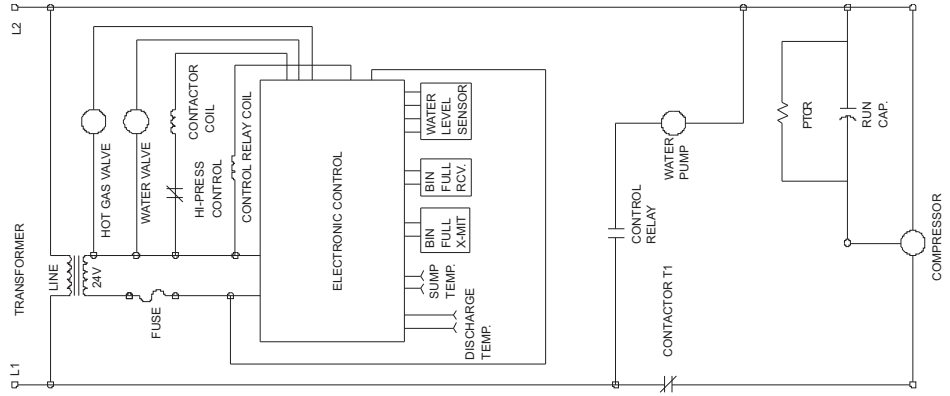 L1
TRANSFORMER
L2
LINE
24V
FUSE
HOT GAS VALVE
WATER VALVE
CONTACTOR
COIL
HI-PRESS
CONTROL
CONTROL RELAY COIL
ELECTRONIC CONTROL
DISCHARGE
TEMP.
SUMP
TEMP.
BIN
FULL
X-MIT
BIN
FULL
RCV.
WATER
LEVEL
SENSOR
CONTROL
RELAY
WATER
PUMP
CONTACTOR T1
PTCR
RUN
CAP.
COMPRESSOR